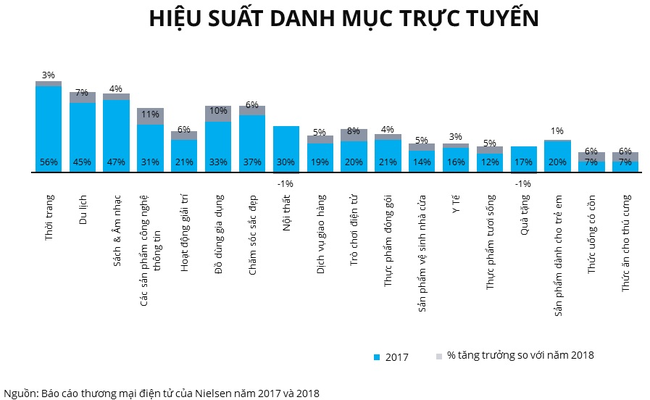 HIỆU SUẤT DANH MỤC TRỰC TUYẾN
3%
7%
4%
11%
6%
10%
6%
5%
8%
4%
5%
3%
5%
1%
6%
6%
56%
45%
47%
31%
21%
33%
37%
30%
19%
20%
21%
14%
16%
12%
17%
20%
7%
7%
-1%
-1%
Thời trang
Du lịch
Sách & Âm nhạc
Các sản phẩm công nghệ
thông tin
Hoạt động giải trí
Đồ dùng gia dụng
Chăm sóc sắc đẹp
Nội thất
Dịch vụ giao hàng
Trò chơi điện tử
Thực phẩm đóng gói
Sản phẩm vệ sinh nhà cửa
Y Tế
Thực phẩm tươi sống
Quà tặng
Sản phẩm dành cho trẻ em
Thức uống có cồn
Thức ăn cho thú cưng
2017
% tăng trưởng so với năm 2018
Nguồn: Báo cáo thương mại điện tử của Nielsen năm 2017 và 2018